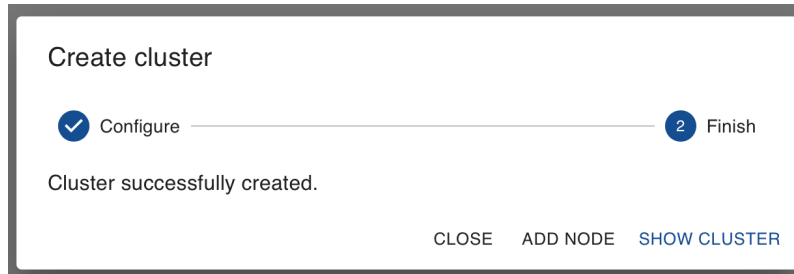 Create cluster
Configure 2 Finish
Cluster successfully created.
CLOSE ADD NODE SHOW CLUSTER